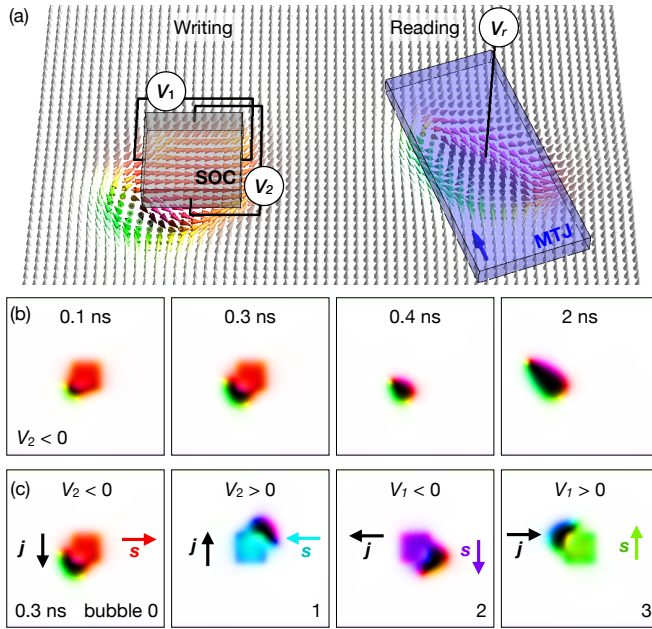 (a)
Writing
Reading
V1
Vr
SOC
V2
MTJ
(b)
0.1 ns
0.3 ns
0.4 ns
2 ns
V2 < 0
(c)
V2 < 0
V2 > 0
V1 < 0
V1 > 0
j
s
j
s
j
s
j
s
0.3 ns bubble 0
1
2
3